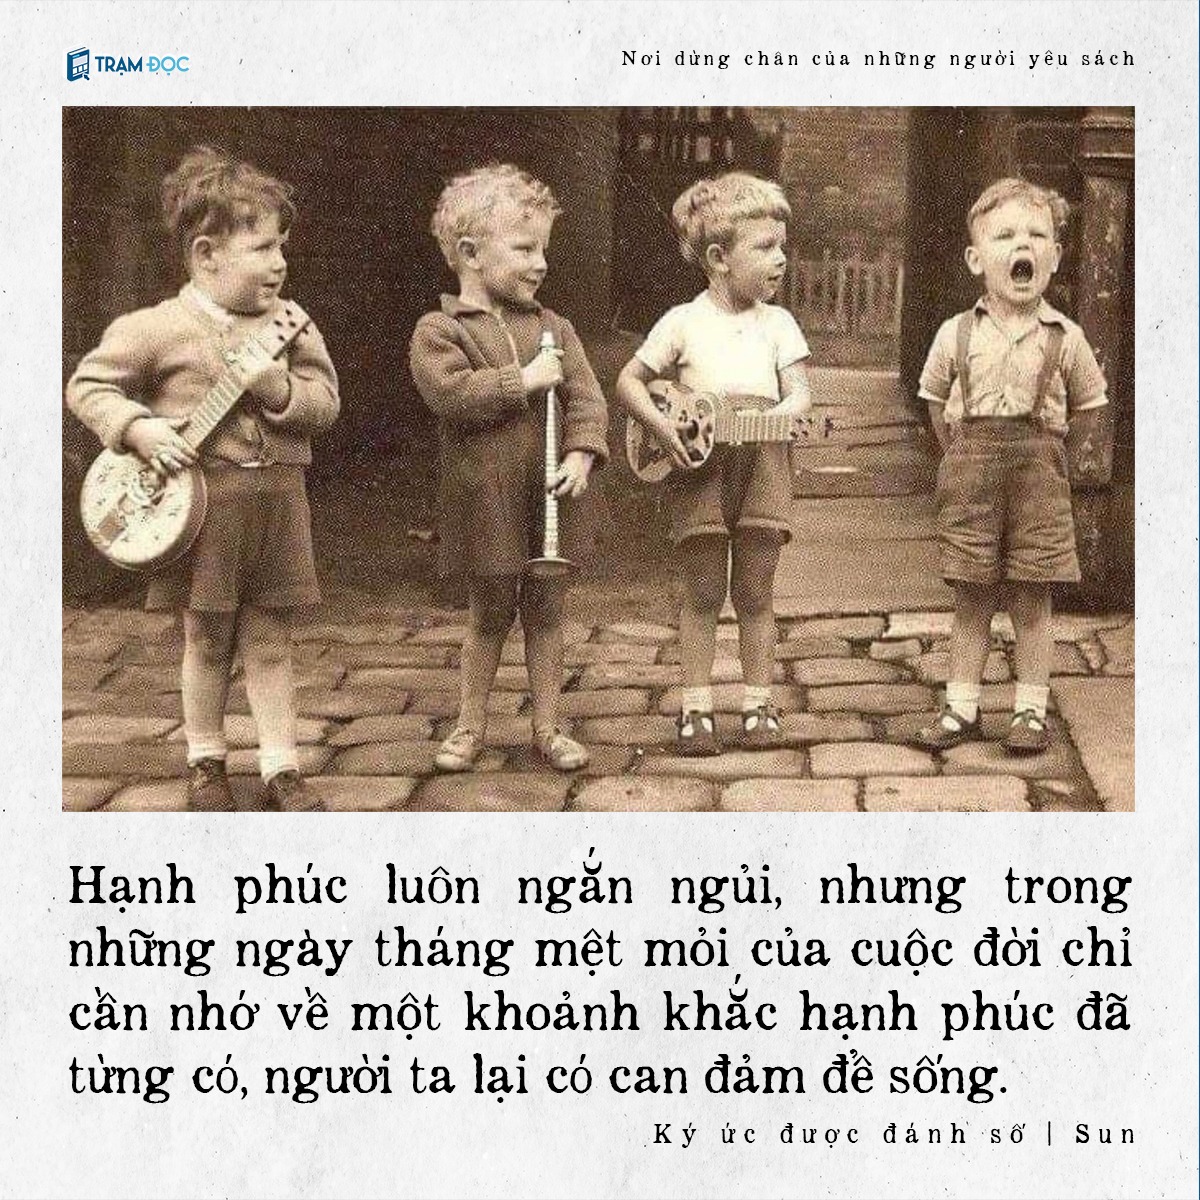 TRẠM ĐỌC
Nơi dừng chân của những người yêu sách
Hạnh phúc luôn ngắn ngủi, nhưng trong
những ngày tháng mệt mỏi của cuộc đời chỉ
cần nhớ về một khoảnh khắc hạnh phúc đã
từng có, người ta lại có can đảm để sống.
Ký ức được đánh số | Sun